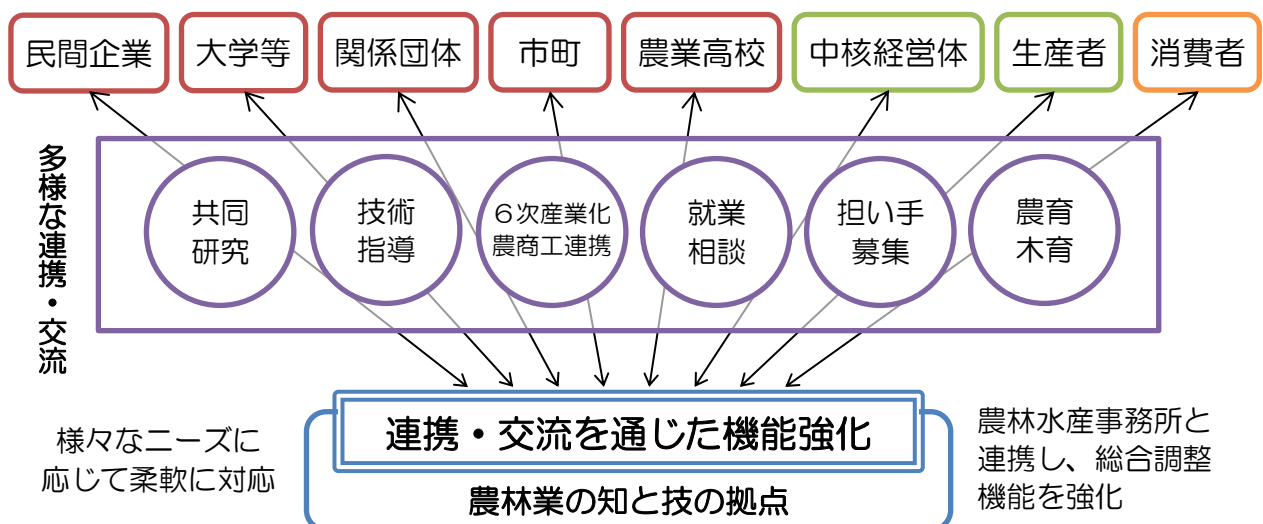 民間企業
大学等
関係団体
市町
農業高校
中核経営体
生産者
消費者
多様な連携・交流
共同
研究
技術
指導
６次産業化
農商工連携
就業
相談
担い手
募集
農育
木育
連携・交流を通じた機能強化
農林業の知と技の拠点
様々なニーズに
応じて柔軟に対応
農林水産事務所と
連携し、総合調整
機能を強化